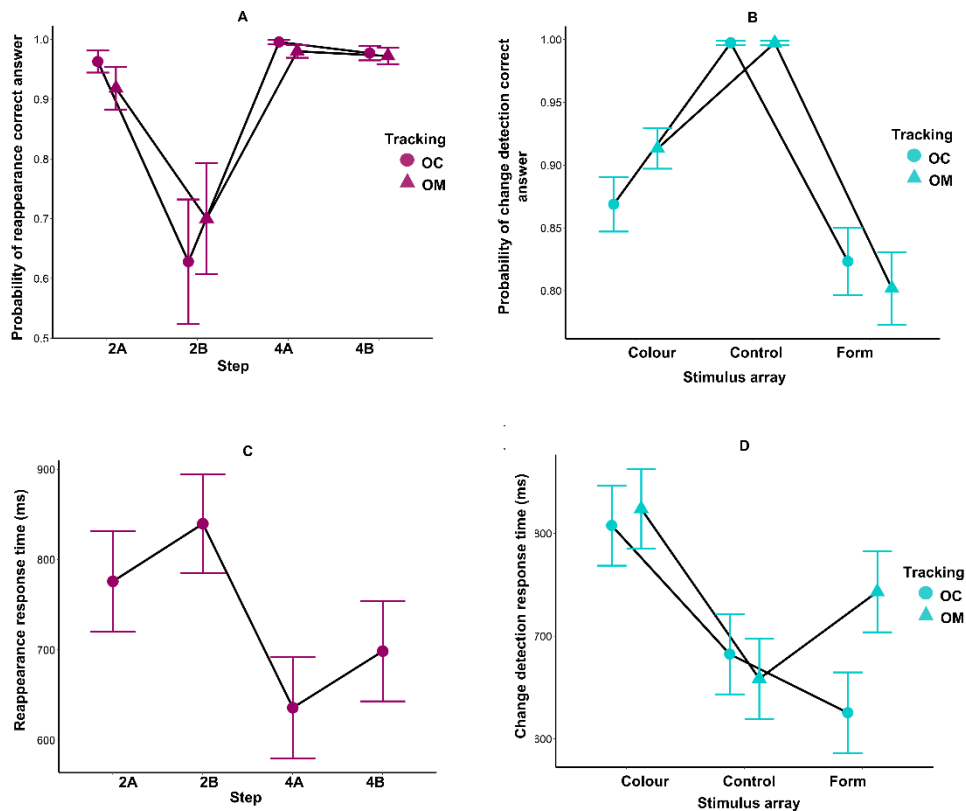 A
Probability of reappearance correct answer
1.0
0.9
0.8
0.7
0.6
0.5
2A 2B 4A 4B
Step
Tracking
OC
OM
B
Probability of change detection correct
answer
1.00
0.95
0.90
0.85
0.80
Colour Control Form
Stimulus array
Tracking
OC
OM
C
Reappearance response time (ms)
900
800
700
600
2A 2B 4A 4B
Step
D
Change detection response time (ms)
800
700
600
Colour Control Form
Stimulus array
Tracking
OC
OM